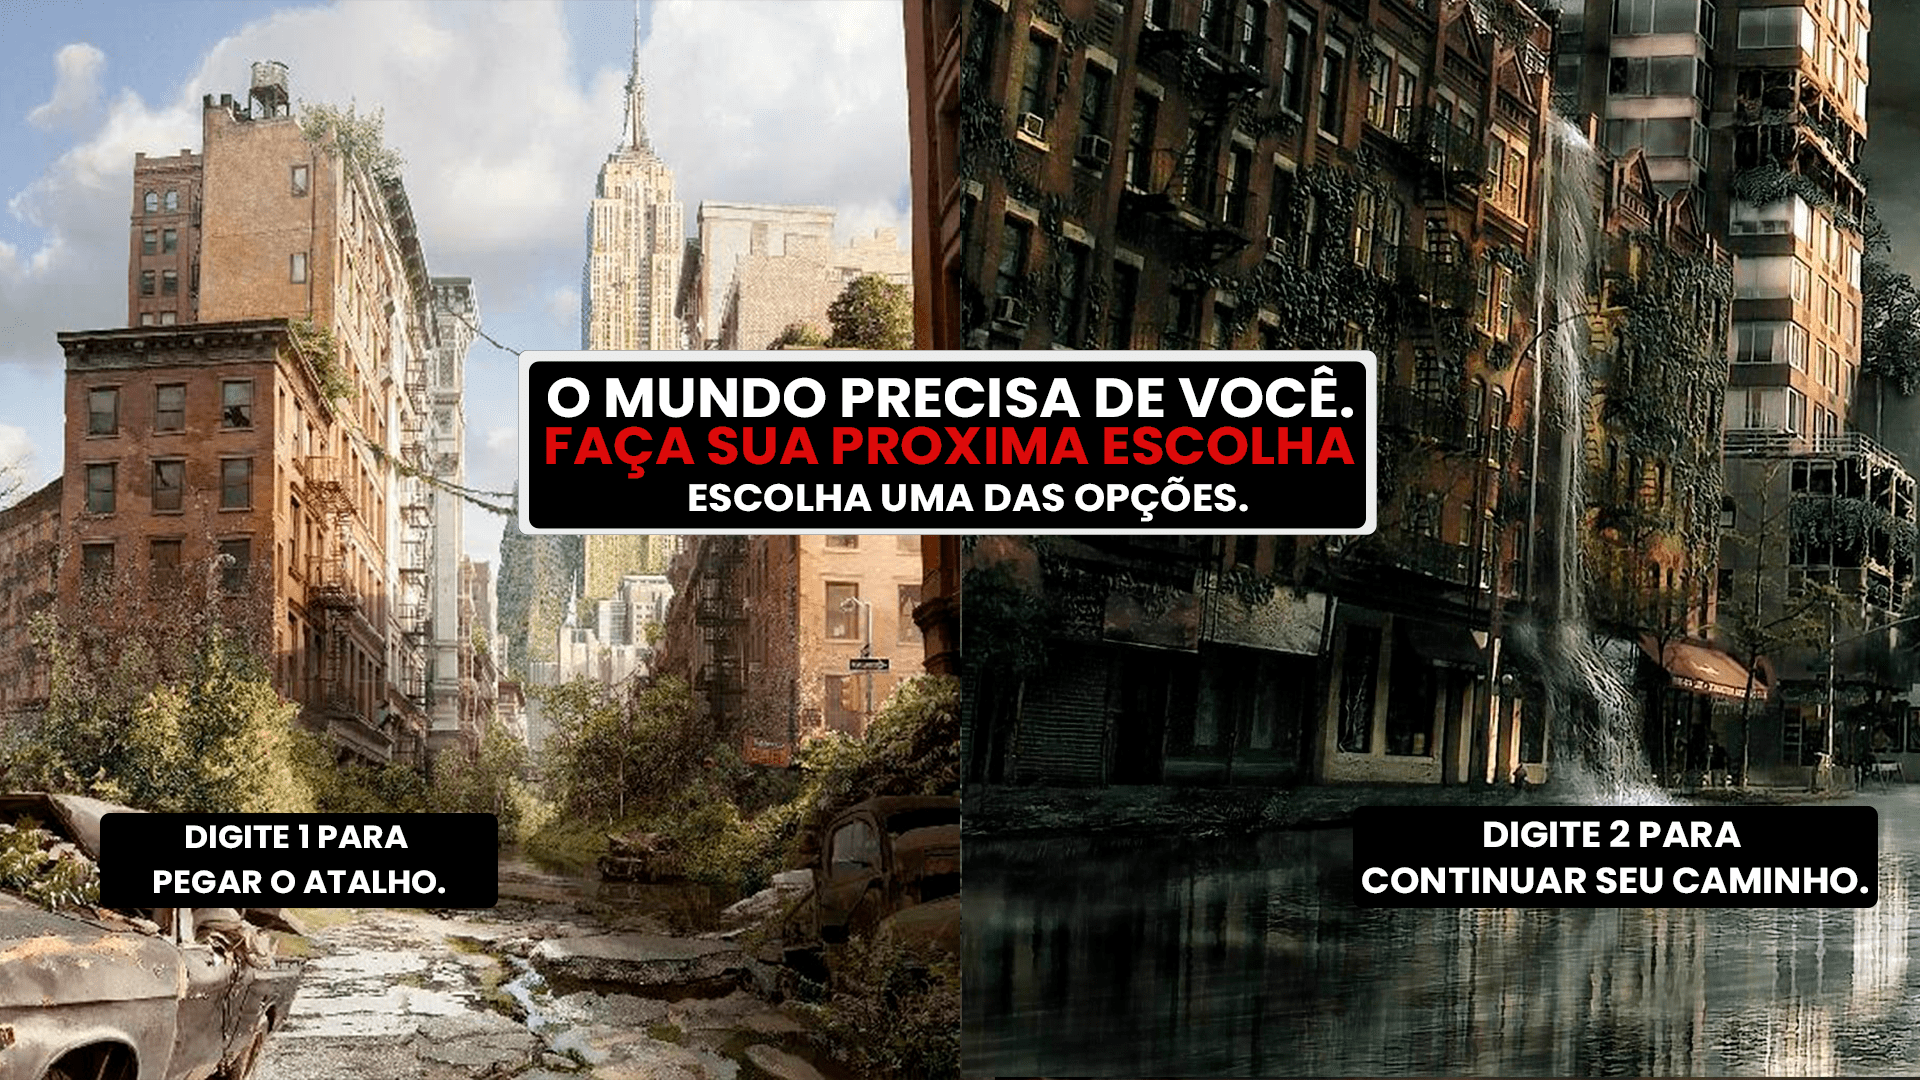 O MUNDO PRECISA DE VOCÊ.
FAÇA SUA PROXIMA ESCOLHA
ESCOLHA UMA DAS OPÇÕES.
DIGITE 1 PARA
PEGAR O ATALHO.
DIGITE 2 PARA
CONTINUAR SEU CAMINHO.